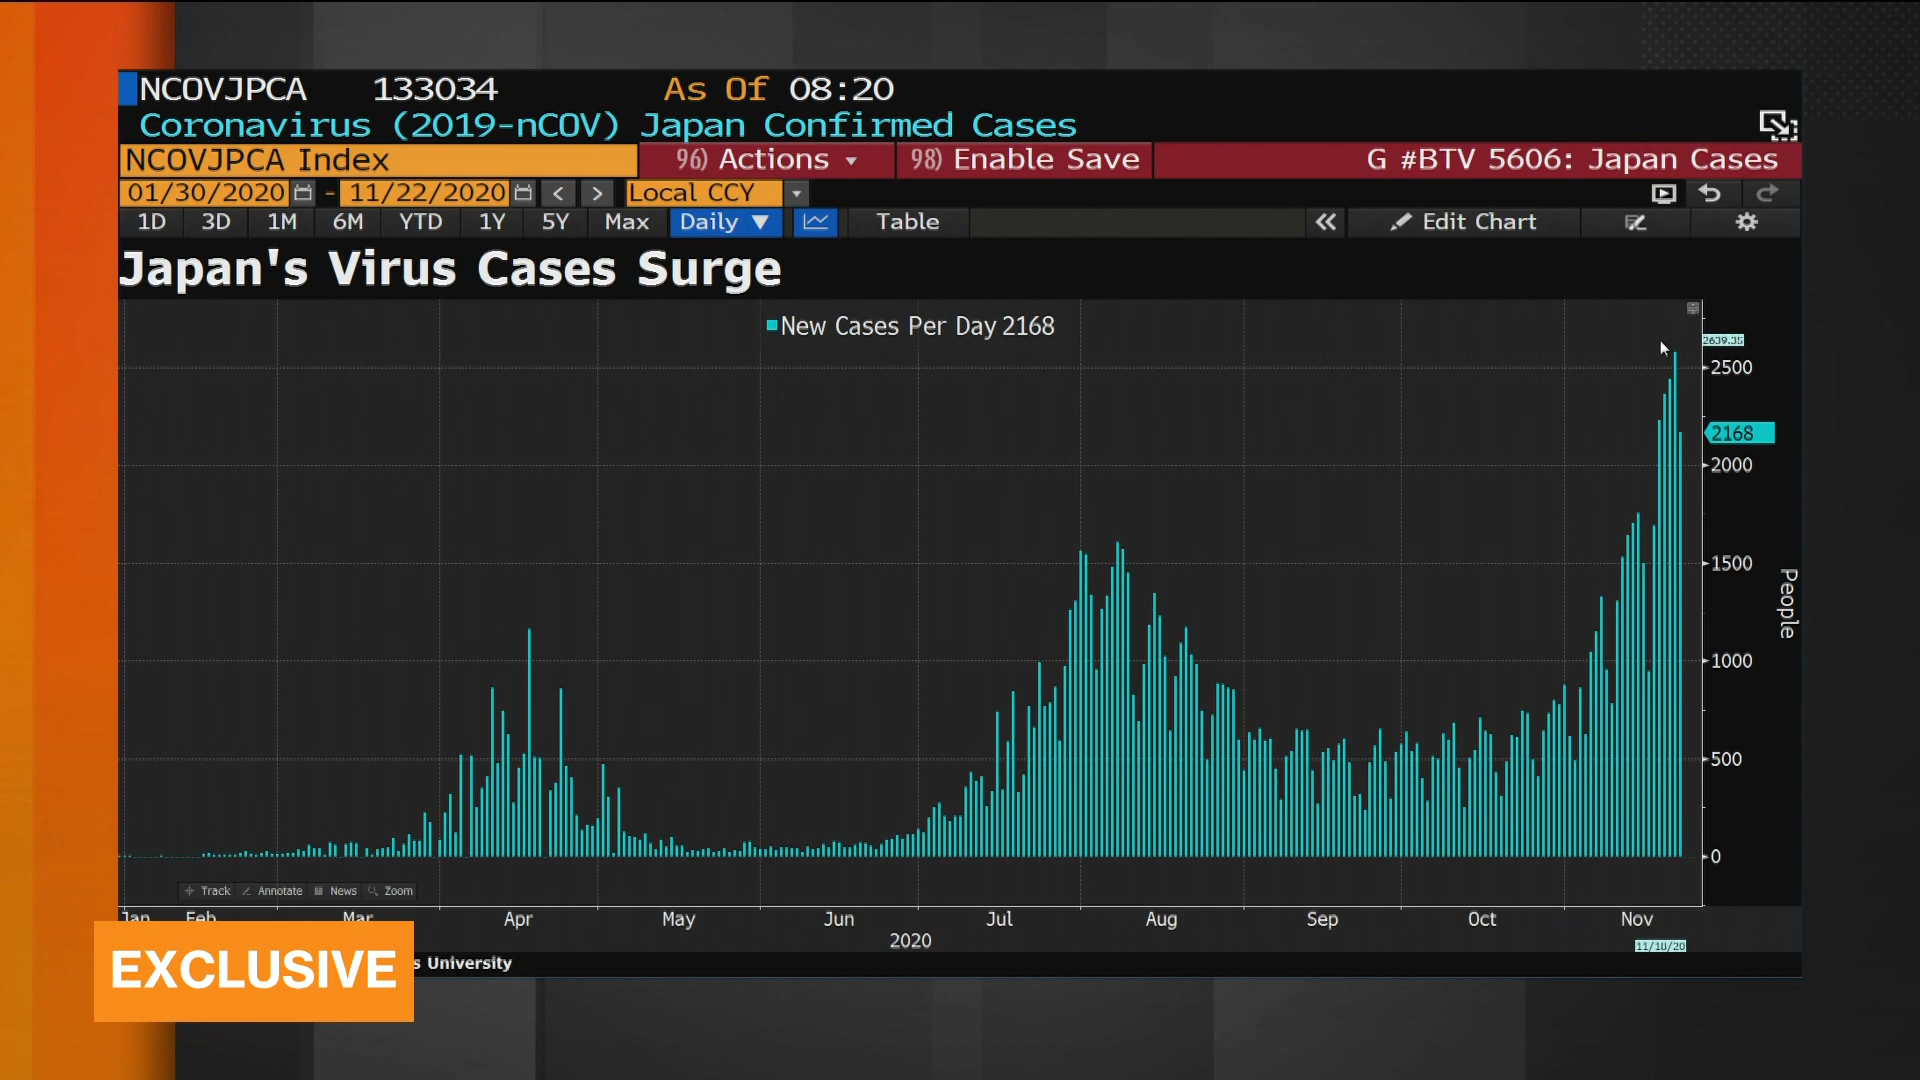 NCOVJPCA 133034 As Of 08:20
Coronavirus (2019-nCOV) Japan Confirmed Cases
NCOVJPCA Index 96) Actions 98) Enable Save G #BTV 5606: Japan Cases
01/30/2020 - 11/22/2020 < > Local CCY
1D 3D 1M 6M YTD 1Y 5Y Max Daily ▼ Table « Edit Chart
Japan's Virus Cases Surge
New Cases Per Day 2168
2639.35
2500
2168
2000
1500
People
1000
500
0
Track Annotate News Zoom
Jan Feb Mar Apr May Jun Jul Aug Sep Oct Nov
2020
11/18/20
s University
EXCLUSIVE